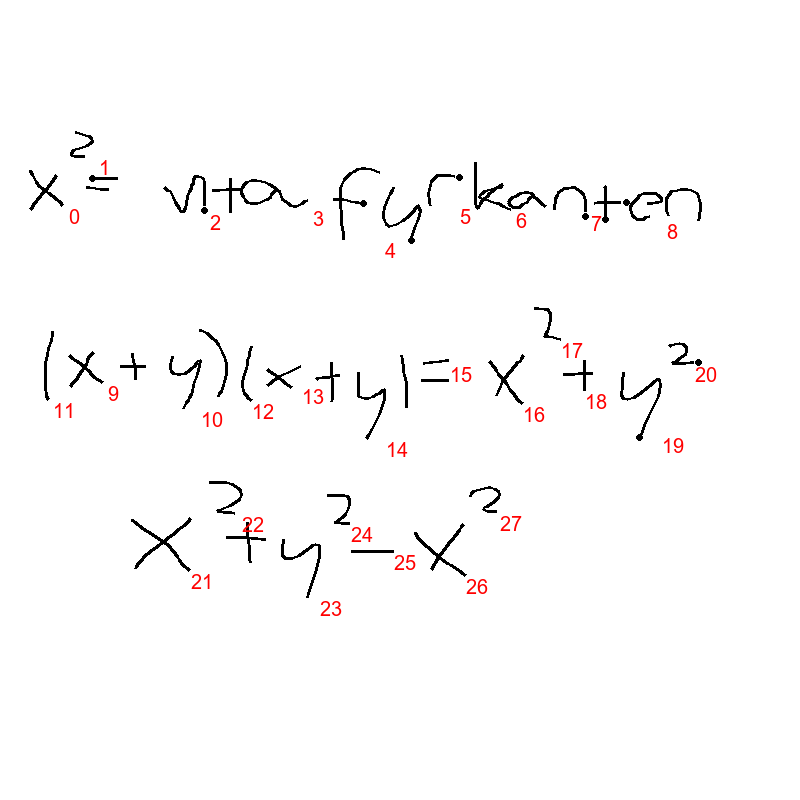 x² = vita fyrkanten
(x + y)(x + y) = x² + y²
x² + y² - x²